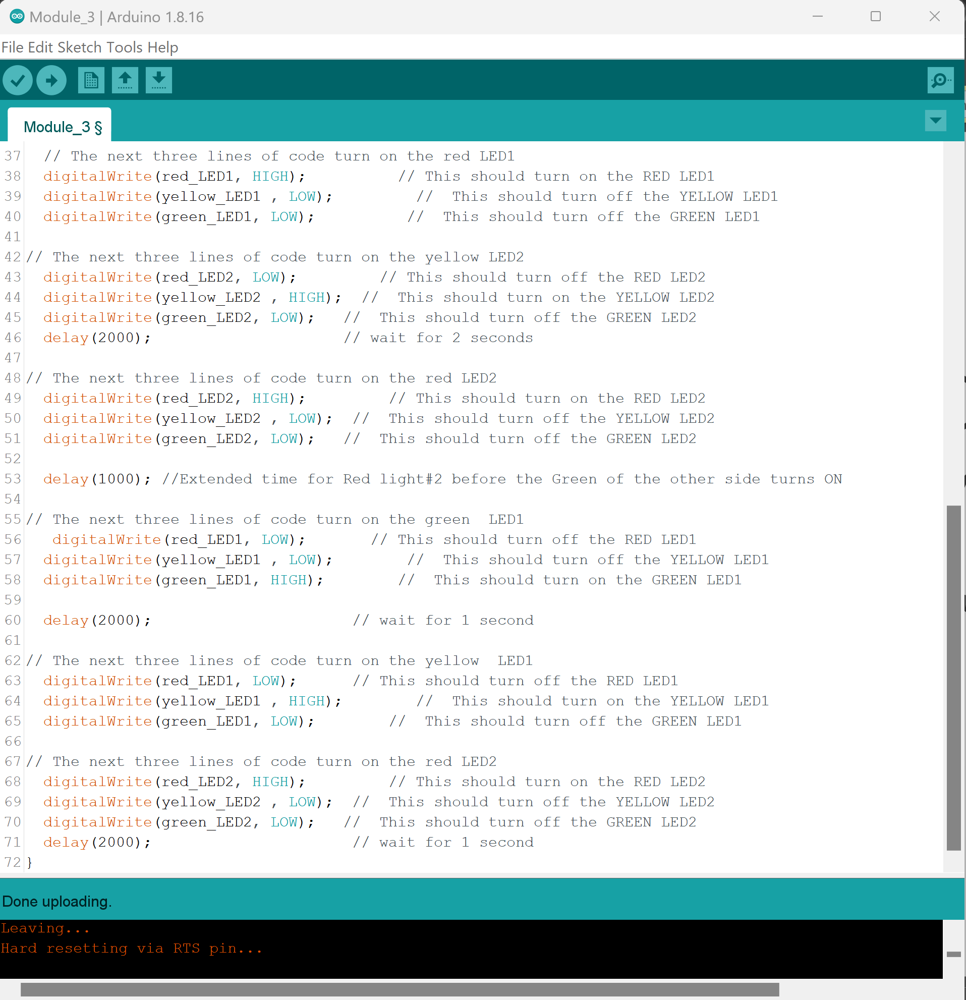 Module_3 | Arduino 1.8.16
File Edit Sketch Tools Help
Module_3 §
37 // The next three lines of code turn on the red LED1
38 digitalWrite(red_LED1, HIGH); // This should turn on the RED LED1
39 digitalWrite(yellow_LED1 , LOW); // This should turn off the YELLOW LED1
40 digitalWrite(green_LED1, LOW); // This should turn off the GREEN LED1
41
42 // The next three lines of code turn on the yellow LED2
43 digitalWrite(red_LED2, LOW); // This should turn off the RED LED2
44 digitalWrite(yellow_LED2 , HIGH); // This should turn on the YELLOW LED2
45 digitalWrite(green_LED2, LOW); // This should turn off the GREEN LED2
46 delay(2000); // wait for 2 seconds
47
48 // The next three lines of code turn on the red LED2
49 digitalWrite(red_LED2, HIGH); // This should turn on the RED LED2
50 digitalWrite(yellow_LED2 , LOW); // This should turn off the YELLOW LED2
51 digitalWrite(green_LED2, LOW); // This should turn off the GREEN LED2
52
53 delay(1000); //Extended time for Red light#2 before the Green of the other side turns ON
54
55 // The next three lines of code turn on the green  LED1
56 digitalWrite(red_LED1, LOW); // This should turn off the RED LED1
57 digitalWrite(yellow_LED1 , LOW); // This should turn off the YELLOW LED1
58 digitalWrite(green_LED1, HIGH); // This should turn on the GREEN LED1
59
60 delay(2000); // wait for 1 second
61
62 // The next three lines of code turn on the yellow  LED1
63 digitalWrite(red_LED1, LOW); // This should turn off the RED LED1
64 digitalWrite(yellow_LED1 , HIGH); // This should turn on the YELLOW LED1
65 digitalWrite(green_LED1, LOW); // This should turn off the GREEN LED1
66
67 // The next three lines of code turn on the red LED2
68 digitalWrite(red_LED2, HIGH); // This should turn on the RED LED2
69 digitalWrite(yellow_LED2 , LOW); // This should turn off the YELLOW LED2
70 digitalWrite(green_LED2, LOW); // This should turn off the GREEN LED2
71 delay(2000); // wait for 1 second
72 }
Done uploading.
Leaving...
Hard resetting via RTS pin...